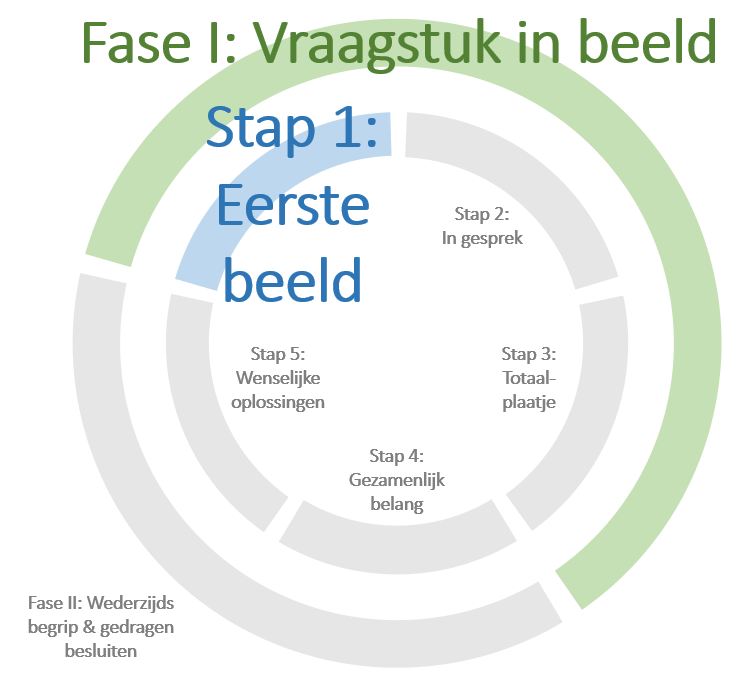 Fase I: Vraagstuk in beeld
Stap 1:
Eerste
beeld
Stap 2:
In gesprek
Stap 3:
Totaal-
plaatje
Stap 4:
Gezamenlijk
belang
Stap 5:
Wenselijke
oplossingen
Fase II: Wederzijds
begrip & gedragen
besluiten